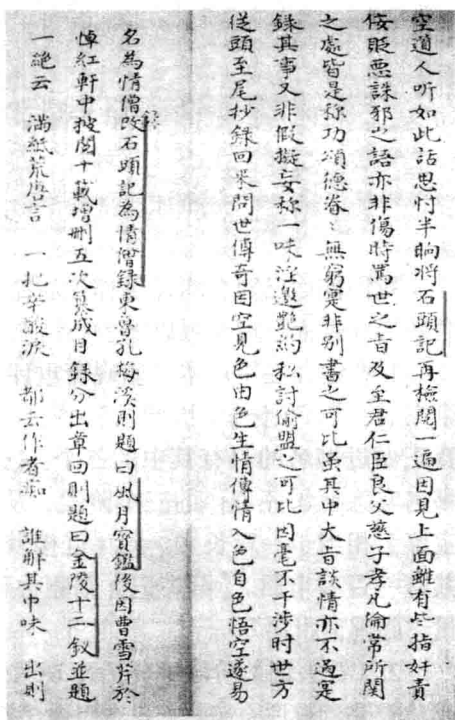 空道人听如此話思忖半晌將石頭記再檢閱一遍因見上面雖有些指奸責
佞貶惡誅邪之語亦非傷時罵世之旨及至君仁臣良父慈子孝凡倫常所関
之處皆是称功頌德眷〻無窮寔非別書之可比虽其中大旨談情亦不過寔
錄其事又非假擬妄称一味淫邀艶約私討偷盟之可比因毫不干涉时世方
從頭至尾抄錄回来問世傳奇因空見色由色生情傳情入色自色悟空遂易
名為情僧改石頭記為情僧錄東魯孔梅溪則題曰風月寶鑑後因曹雪芹於
悼紅軒中披閱十載增刪五次纂成目錄分出章回則題曰金陵十二釵並題
一絕云 滿紙荒唐言 一把辛酸淚 都云作者痴 誰解其中味 出則